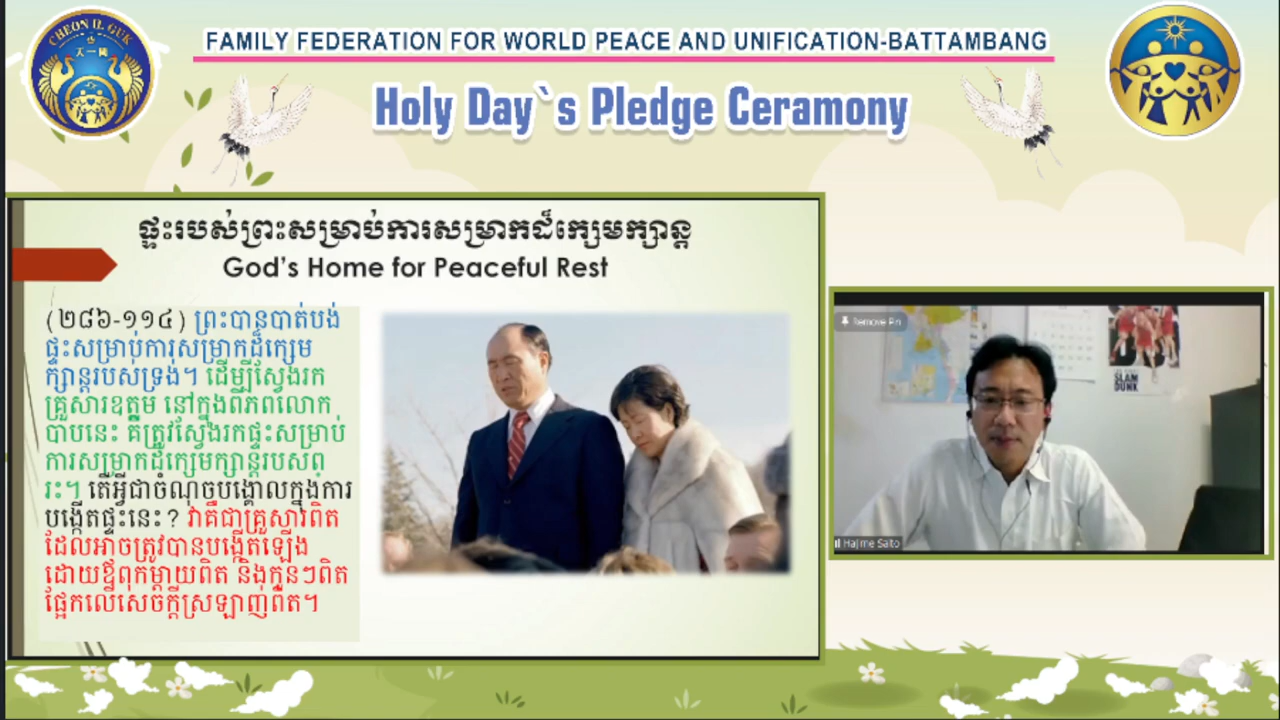 CHEON IL GUK
天一國
FAMILY FEDERATION FOR WORLD PEACE AND UNIFICATION-BATTAMBANG
Holy Day`s Pledge Ceramony
ផ្ទះរបស់ព្រះសម្រាប់ការសម្រាកដ៏ក្សេមក្សាន្ត
God's Home for Peaceful Rest
(២៨៦-១១៤) ព្រះបានបាត់បង់
ផ្ទះសម្រាប់ការសម្រាកដ៏ក្សេម
ក្សាន្តរបស់ទ្រង់។ ដើម្បីស្វែងរក
គ្រួសារឧត្តម នៅក្នុងពិភពលោក
បាបនេះ គឺត្រូវស្វែងរកផ្ទះសម្រាប់
ការសម្រាកដ៏ក្សេមក្សាន្តរបស់ព្
រះ។ តើអ្វីជាចំណុចបង្គោលក្នុងការ
បង្កើតផ្ទះនេះ? វាគឺជាគ្រួសារពិត
ដែលអាចត្រូវបានបង្កើតឡើង
ដោយឪពុកម្តាយពិត និងកូនៗពិត
ផ្អែកលើសេចក្តីស្រឡាញ់ពិត។
Remove Pin
SLAM
DUNK
Hajime Saito